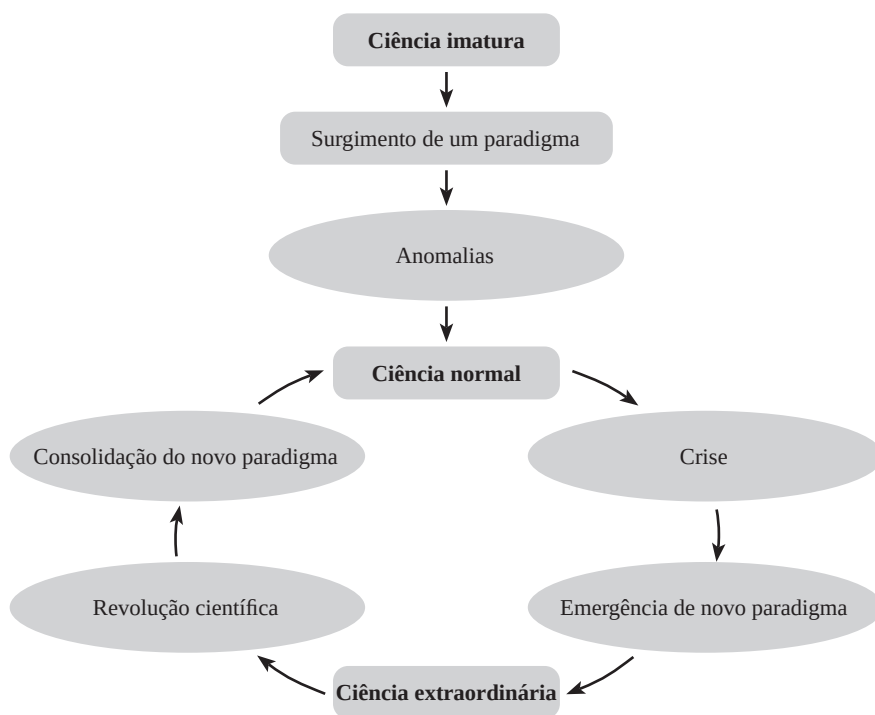 Ciência imatura
Surgimento de um paradigma
Anomalias
Ciência normal
Consolidação do novo paradigma
Crise
Revolução científica
Emergência de novo paradigma
Ciência extraordinária